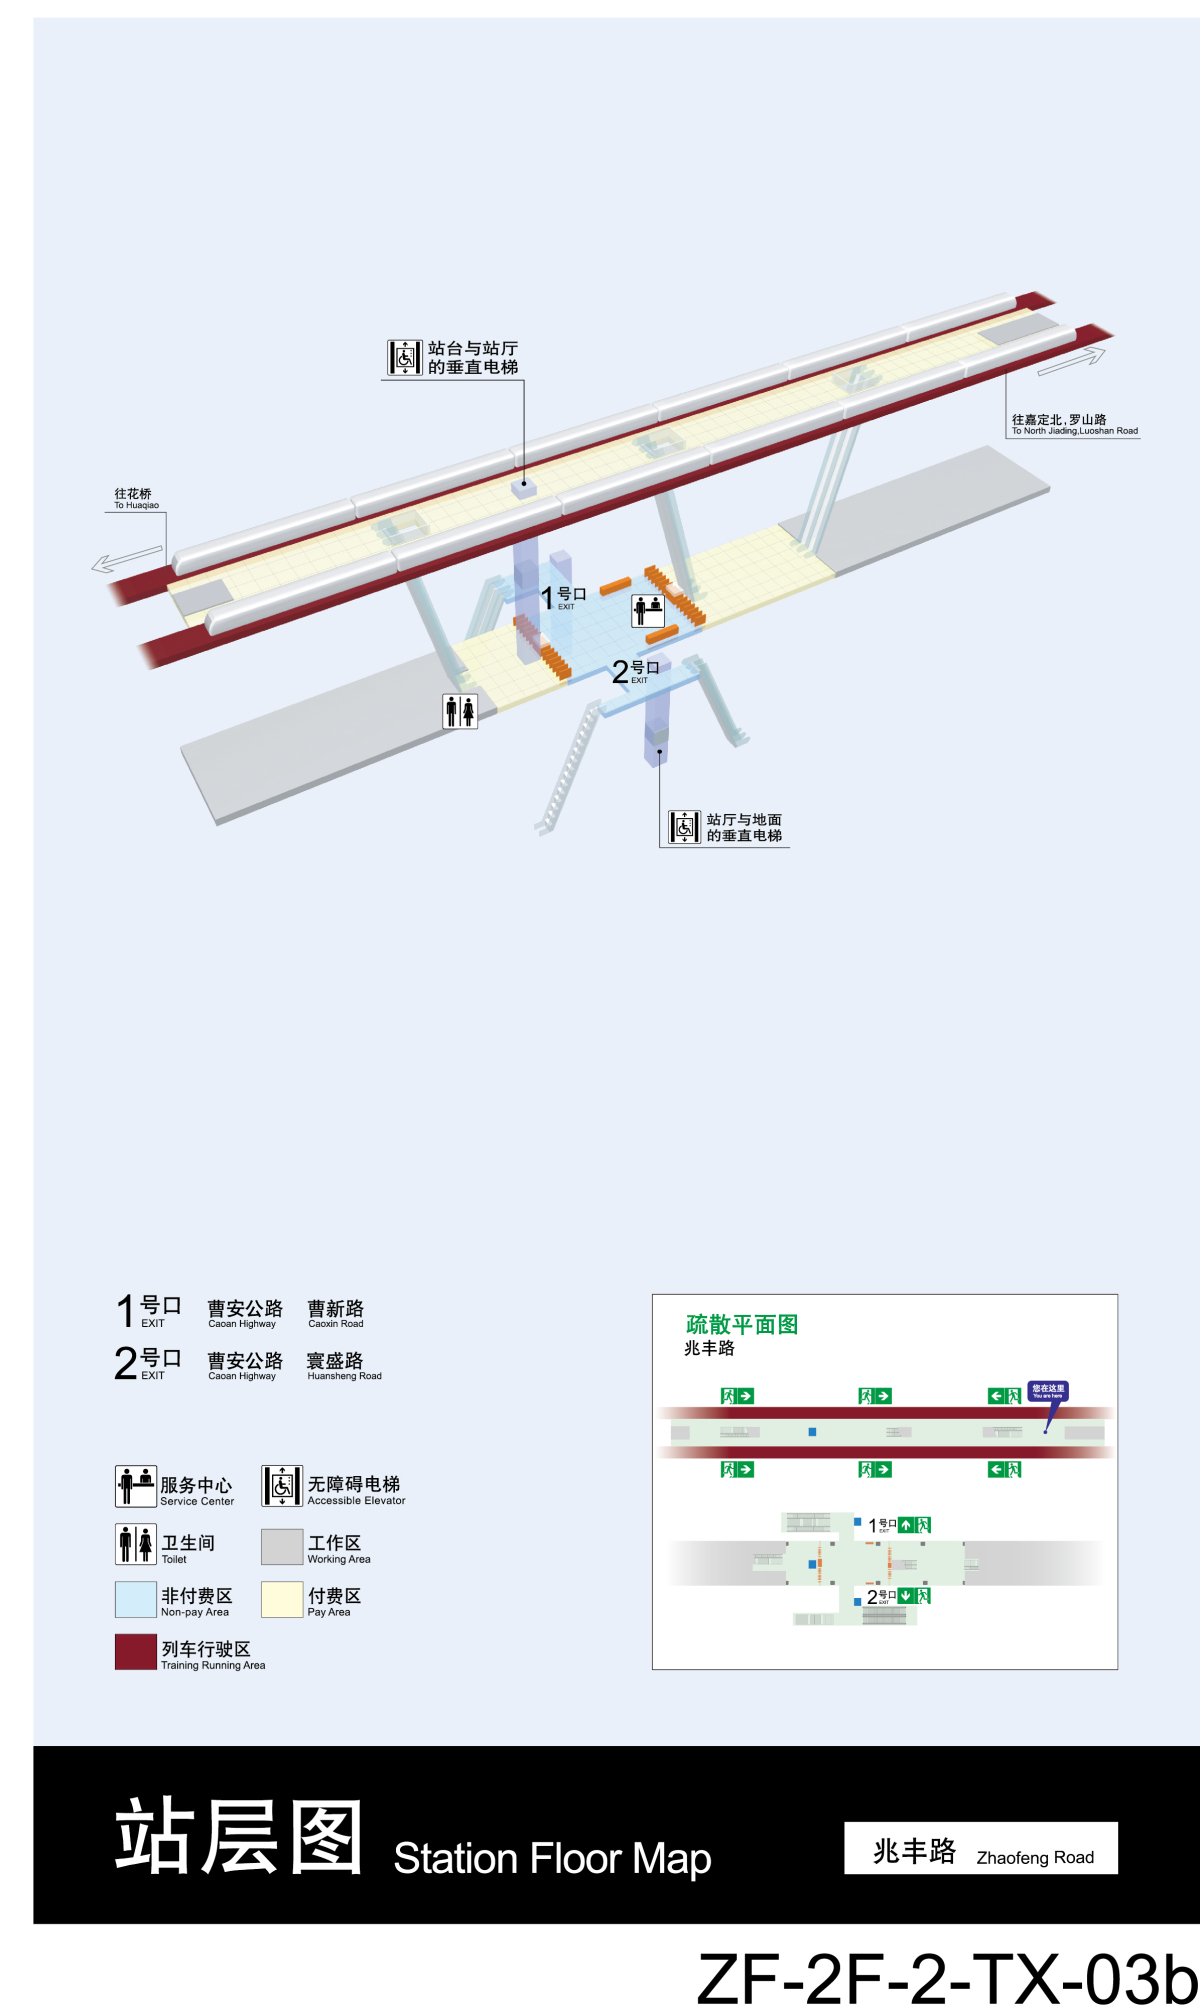 站台与站厅
的垂直电梯
往嘉定北,罗山路
To North Jiading,Luoshan Road
往花桥
To Huaqiao
1号口
EXIT
2号口
EXIT
站厅与地面
的垂直电梯
1号口 曹安公路 曹新路
EXIT Caoan Highway Caoxin Road
2号口 曹安公路 寰盛路
EXIT Caoan Highway Huansheng Road
服务中心 无障碍电梯
Service Center Accessible Elevator
卫生间 工作区
Toilet Working Area
非付费区 付费区
Non-pay Area Pay Area
列车行驶区
Training Running Area
疏散平面图
兆丰路
您在这里
You are here
1号口
EXIT
2号口
EXIT
站层图 Station Floor Map
兆丰路 Zhaofeng Road
ZF-2F-2-TX-03b